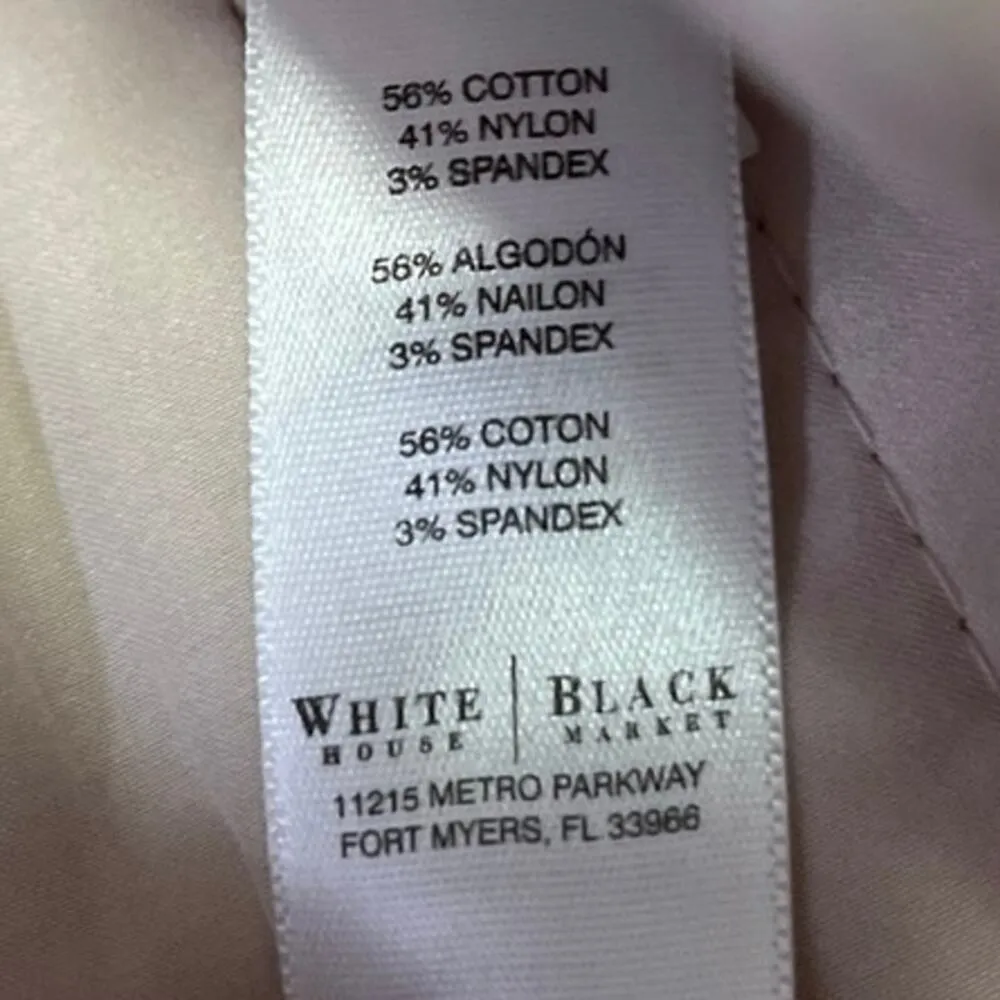 56% COTTON
41% NYLON
3% SPANDEX
56% ALGODÓN
41% NAILON
3% SPANDEX
56% COTON
41% NYLON
3% SPANDEX
WHITE | BLACK
HOUSE MARKET
11215 METRO PARKWAY
FORT MYERS, FL 33966